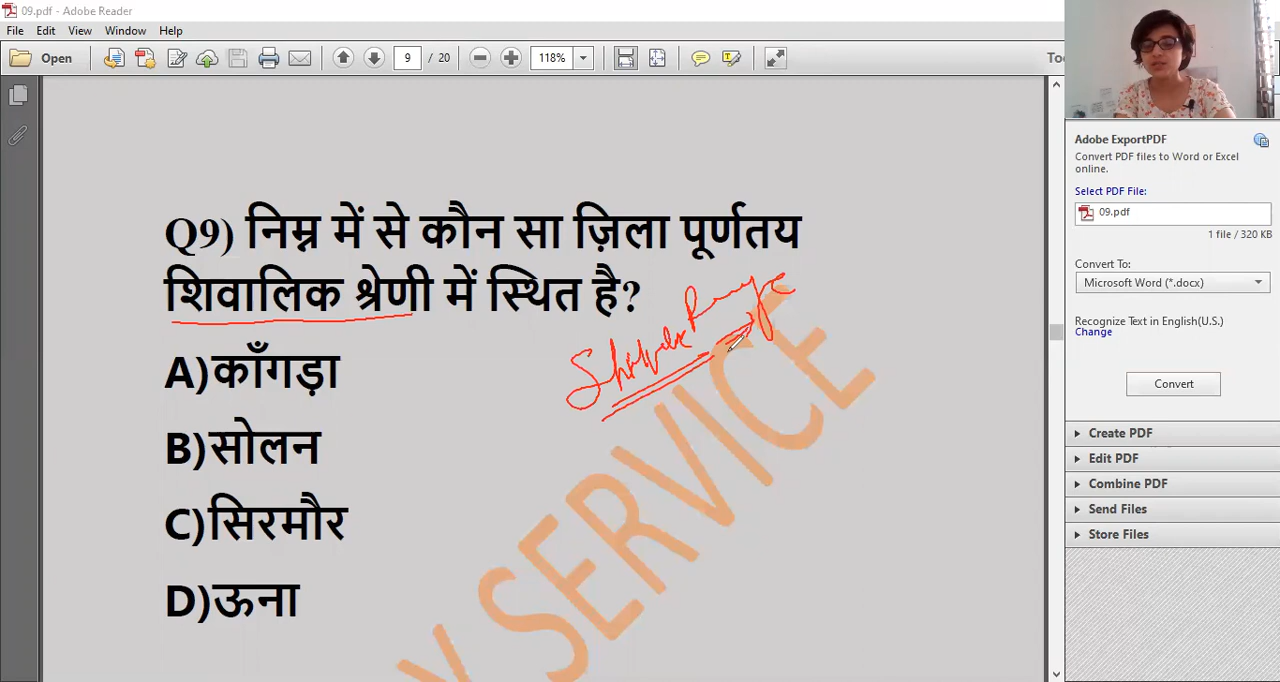 09.pdf - Adobe Reader
File Edit View Window Help
Open 9 / 20 118% To
Adobe ExportPDF
Convert PDF files to Word or Excel
online.
Select PDF File:
09.pdf
1 file / 320 KB
Convert To:
Microsoft Word (*.docx)
Recognize Text in English(U.S.)
Change
Convert
Create PDF
Edit PDF
Combine PDF
Send Files
Store Files
Q9) निम्न में से कौन सा ज़िला पूर्णतय
शिवालिक श्रेणी में स्थित है?
Range
A)काँगड़ा
B)सोलन
C)सिरमौर
D)ऊना
SERVICE